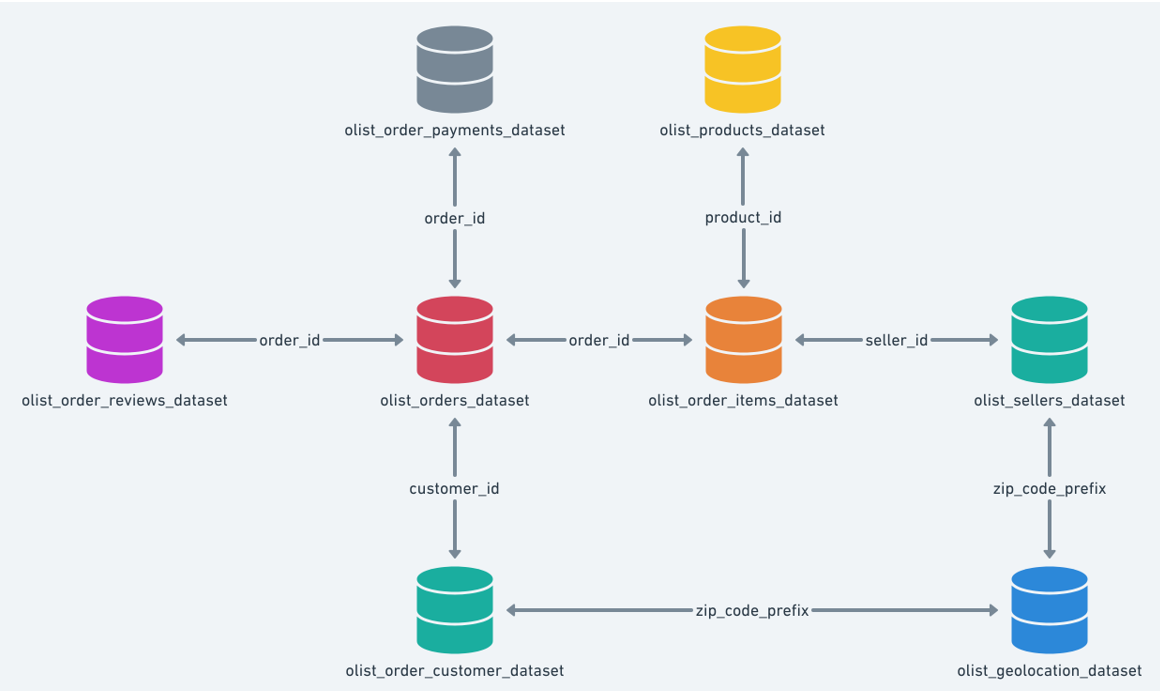 olist_order_payments_dataset
olist_products_dataset
order_id
product_id
order_id
order_id
seller_id
olist_order_reviews_dataset
olist_orders_dataset
olist_order_items_dataset
olist_sellers_dataset
customer_id
zip_code_prefix
zip_code_prefix
olist_order_customer_dataset
olist_geolocation_dataset